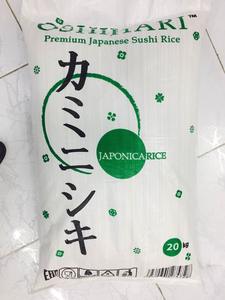 Premium Japanese Sushi Rice
カミニシキ
JAPONICA RICE
20 KG